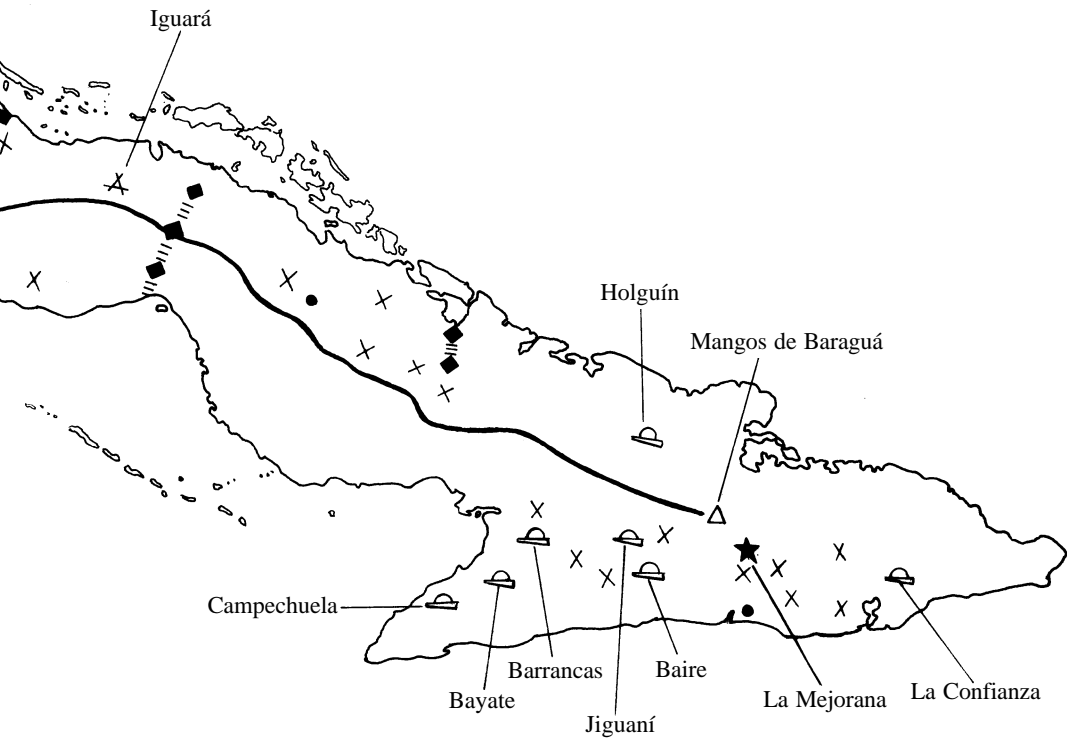 Iguará
Holguín
Mangos de Baraguá
Campechuela
Barrancas
Baire
Bayate
La Mejorana
La Confianza
Jiguaní